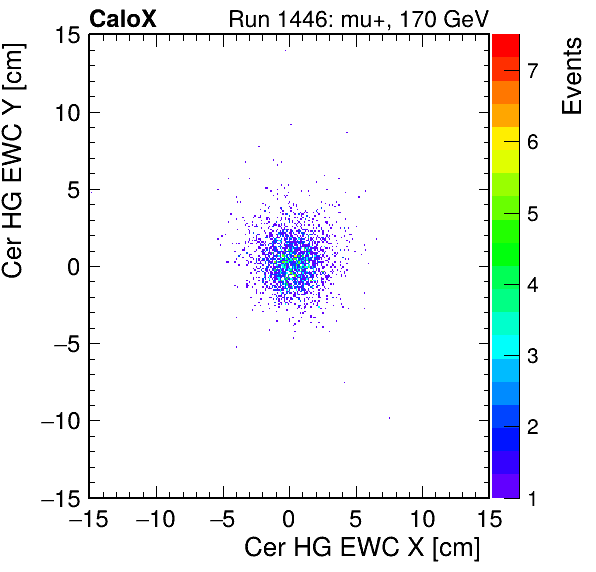 CaloX Run 1446: mu+, 170 GeV
15
10
5
0
−5
−10
−15
−15 −10 −5 0 5 10 15
Cer HG EWC X [cm]
Cer HG EWC Y [cm]
7
6
5
4
3
2
1
Events